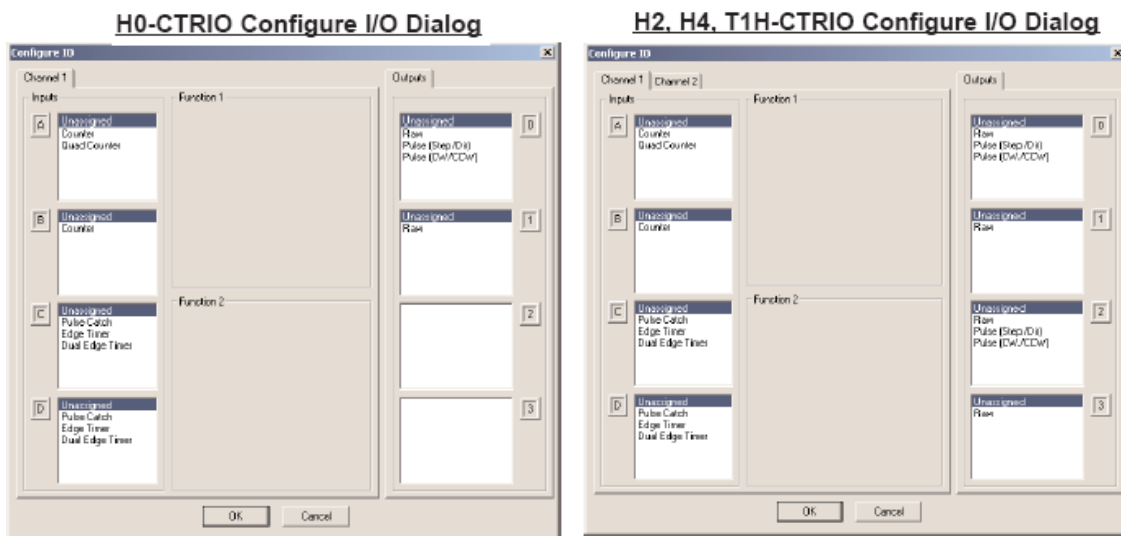 H0-CTRIO Configure I/O Dialog
Configure IO
Channel 1
Outputs
Inputs
Function 1
A
Unassigned
Counter
Quad Counter
Unassigned
Raw
Pulse (Step/Dir)
Pulse (CW/CCW)
0
B
Unassigned
Counter
Unassigned
Raw
1
Function 2
C
Unassigned
Pulse Catch
Edge Timer
Dual Edge Timer
2
D
Unassigned
Pulse Catch
Edge Timer
Dual Edge Timer
3
OK
Cancel
H2, H4, T1H-CTRIO Configure I/O Dialog
Configure IO
Channel 1
Channel 2
Outputs
Inputs
Function 1
A
Unassigned
Counter
Quad Counter
Unassigned
Raw
Pulse (Step/Dir)
Pulse (CW/CCW)
0
B
Unassigned
Counter
Unassigned
Raw
1
Function 2
C
Unassigned
Pulse Catch
Edge Timer
Dual Edge Timer
Unassigned
Raw
Pulse (Step/Dir)
Pulse (CW/CCW)
2
D
Unassigned
Pulse Catch
Edge Timer
Dual Edge Timer
Unassigned
Raw
3
OK
Cancel